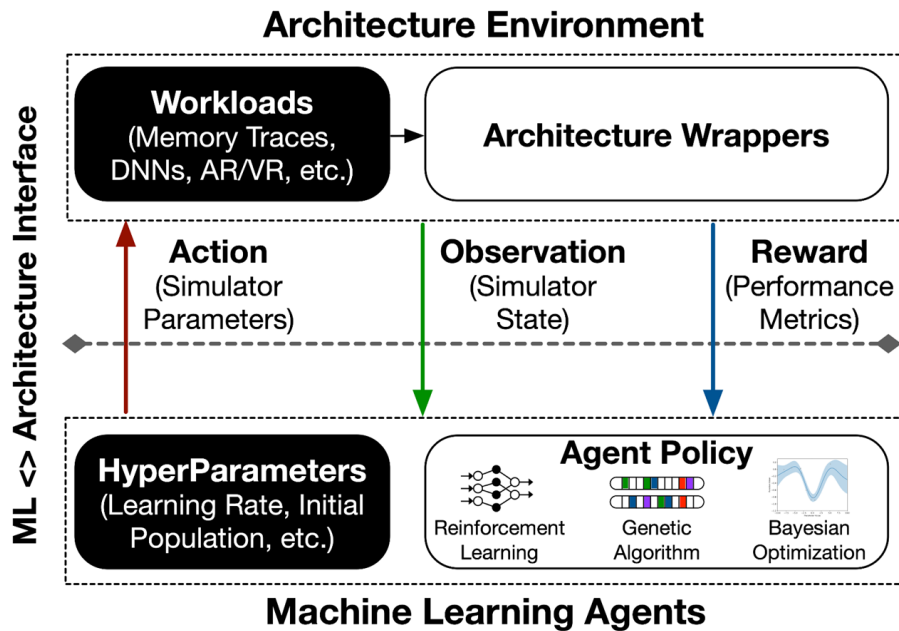 Architecture Environment
ML <> Architecture Interface
Workloads
(Memory Traces,
DNNs, AR/VR, etc.)
Architecture Wrappers
Action
(Simulator
Parameters)
Observation
(Simulator
State)
Reward
(Performance
Metrics)
HyperParameters
(Learning Rate, Initial
Population, etc.)
Agent Policy
Reinforcement
Learning
Genetic
Algorithm
Bayesian
Optimization
Machine Learning Agents